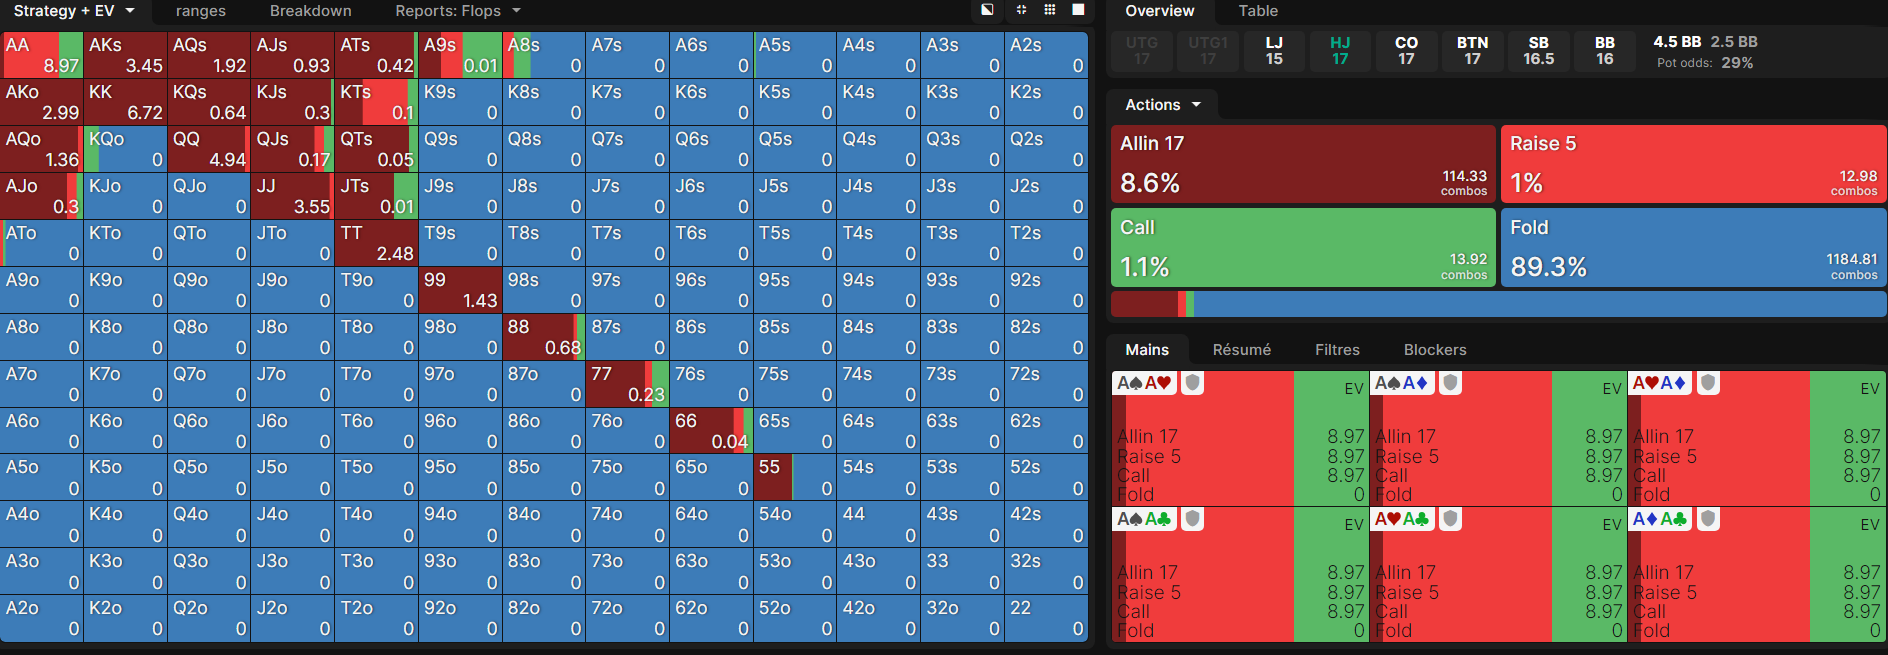 Strategy + EV ranges Breakdown Reports: Flops
AA AKs AQs AJs ATs A9s A8s A7s A6s A5s A4s A3s A2s
8.97 3.45 1.92 0.93 0.42 0.01 0 0 0 0 0 0 0
AKo KK KQs KJs KTs K9s K8s K7s K6s K5s K4s K3s K2s
2.99 6.72 0.64 0.3 0.1 0 0 0 0 0 0 0 0
AQo KQo QQ QJs QTs Q9s Q8s Q7s Q6s Q5s Q4s Q3s Q2s
1.36 0 4.94 0.17 0.05 0 0 0 0 0 0 0 0
AJo KJo QJo JJ JTs J9s J8s J7s J6s J5s J4s J3s J2s
0.3 0 0 3.55 0.01 0 0 0 0 0 0 0 0
ATo KTo QTo JTo TT T9s T8s T7s T6s T5s T4s T3s T2s
0 0 0 0 2.48 0 0 0 0 0 0 0 0
A9o K9o Q9o J9o T9o 99 98s 97s 96s 95s 94s 93s 92s
0 0 0 0 0 1.43 0 0 0 0 0 0 0
A8o K8o Q8o J8o T8o 98o 88 87s 86s 85s 84s 83s 82s
0 0 0 0 0 0 0.68 0 0 0 0 0 0
A7o K7o Q7o J7o T7o 97o 87o 77 76s 75s 74s 73s 72s
0 0 0 0 0 0 0 0.23 0 0 0 0 0
A6o K6o Q6o J6o T6o 96o 86o 76o 66 65s 64s 63s 62s
0 0 0 0 0 0 0 0 0.04 0 0 0 0
A5o K5o Q5o J5o T5o 95o 85o 75o 65o 55 54s 53s 52s
0 0 0 0 0 0 0 0 0 0 0 0 0
A4o K4o Q4o J4o T4o 94o 84o 74o 64o 54o 44 43s 42s
0 0 0 0 0 0 0 0 0 0 0 0 0
A3o K3o Q3o J3o T3o 93o 83o 73o 63o 53o 43o 33 32s
0 0 0 0 0 0 0 0 0 0 0 0 0
A2o K2o Q2o J2o T2o 92o 82o 72o 62o 52o 42o 32o 22
0 0 0 0 0 0 0 0 0 0 0 0 0
Overview Table
UTG UTG1 LJ HJ CO BTN SB BB 4.5 BB 2.5 BB
17 17 15 17 17 17 16.5 16 Pot odds: 29%
Actions
Allin 17 Raise 5
8.6% 114.33 combos 1% 12.98 combos
Call Fold
1.1% 13.92 combos 89.3% 1184.81 combos
Mains Résumé Filtres Blockers
A♠A♥ EV A♠A♦ EV A♥A♦ EV
Allin 17 8.97 Allin 17 8.97 Allin 17 8.97
Raise 5 8.97 Raise 5 8.97 Raise 5 8.97
Call 8.97 Call 8.97 Call 8.97
Fold 0 Fold 0 Fold 0
A♠A♣ EV A♥A♣ EV A♦A♣ EV
Allin 17 8.97 Allin 17 8.97 Allin 17 8.97
Raise 5 8.97 Raise 5 8.97 Raise 5 8.97
Call 8.97 Call 8.97 Call 8.97
Fold 0 Fold 0 Fold 0